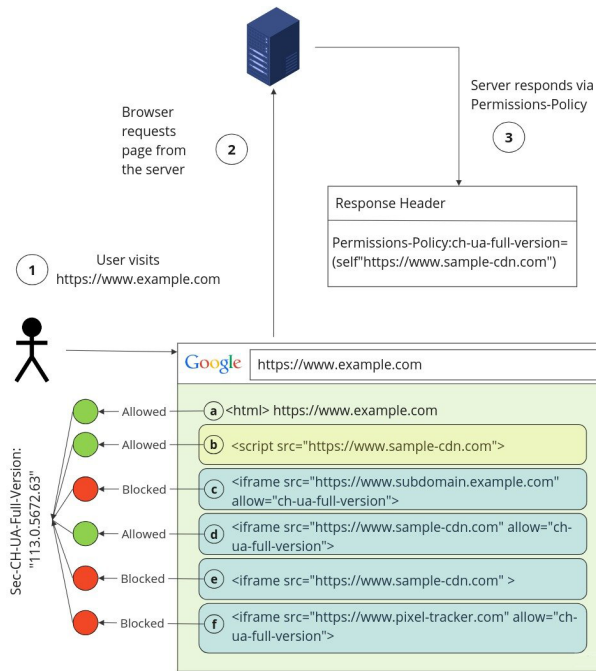 Server responds via
Permissions-Policy
3
Browser
requests
page from
the server
2
Response Header
Permissions-Policy:ch-ua-full-version=
(self"https://www.sample-cdn.com")
1
User visits
https://www.example.com
Google
https://www.example.com
Allowed
a
<html> https://www.example.com
Allowed
b
<script src="https://www.sample-cdn.com">
Blocked
c
<iframe src="https://www.subdomain.example.com"
allow="ch-ua-full-version">
Allowed
d
<iframe src="https://www.sample-cdn.com" allow="ch-
ua-full-version">
Blocked
e
<iframe src="https://www.sample-cdn.com" >
Blocked
f
<iframe src="https://www.pixel-tracker.com" allow="ch-
ua-full-version">
Sec-CH-UA-Full-Version:
"113.0.5672.63"